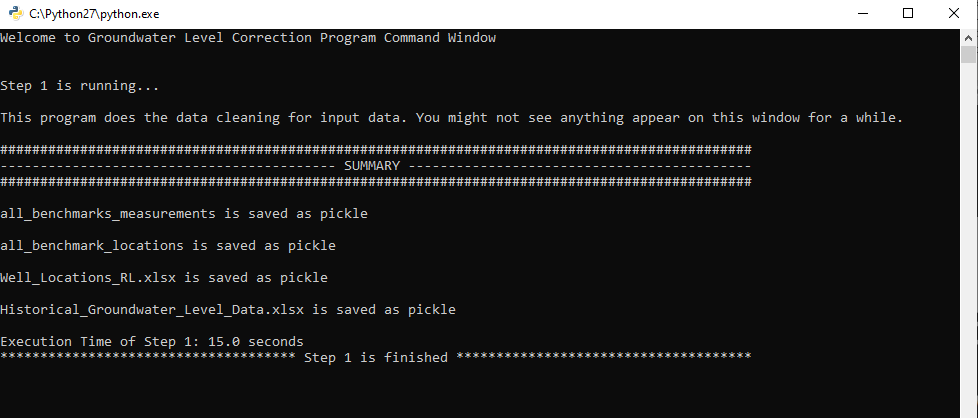 C:\Python27\python.exe
Welcome to Groundwater Level Correction Program Command Window
Step 1 is running...
This program does the data cleaning for input data. You might not see anything appear on this window for a while.
##############################################################################################
------------------------------------------ SUMMARY -------------------------------------------
##############################################################################################
all_benchmarks_measurements is saved as pickle
all_benchmark_locations is saved as pickle
Well_Locations_RL.xlsx is saved as pickle
Historical_Groundwater_Level_Data.xlsx is saved as pickle
Execution Time of Step 1: 15.0 seconds
************************************* Step 1 is finished *************************************